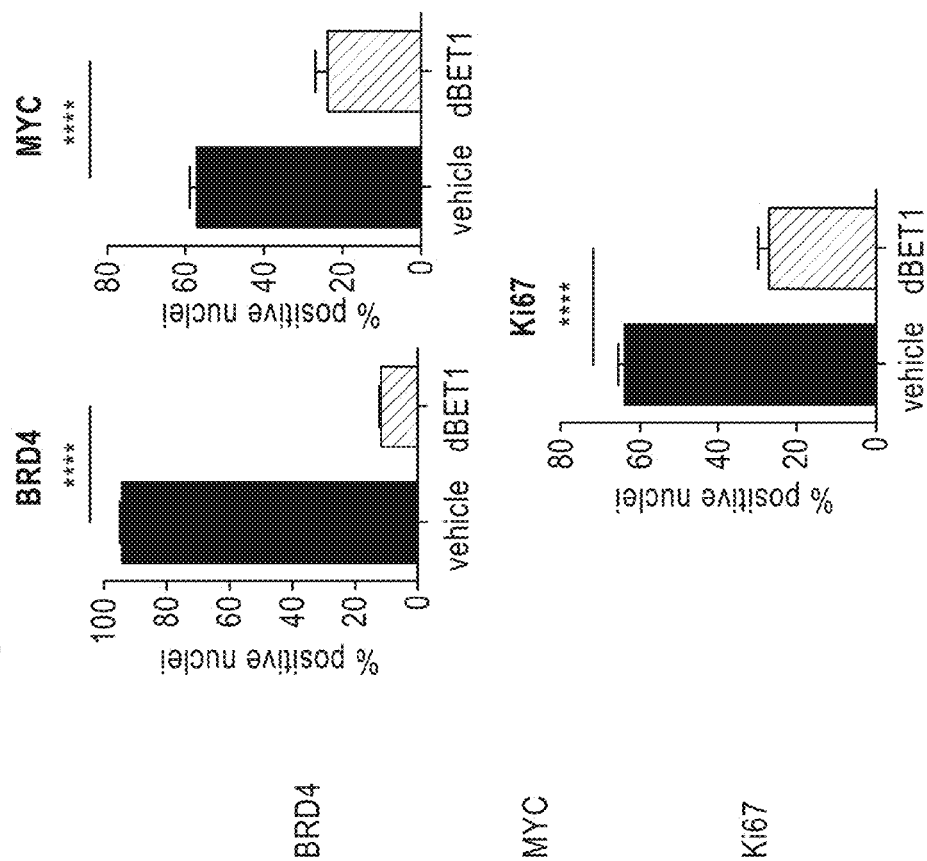 BRD4
****
% positive nuclei
100
80
60
40
20
0
vehicle
dBET1
MYC
****
% positive nuclei
80
60
40
20
0
vehicle
dBET1
Ki67
****
% positive nuclei
80
60
40
20
0
vehicle
dBET1
BRD4
MYC
Ki67